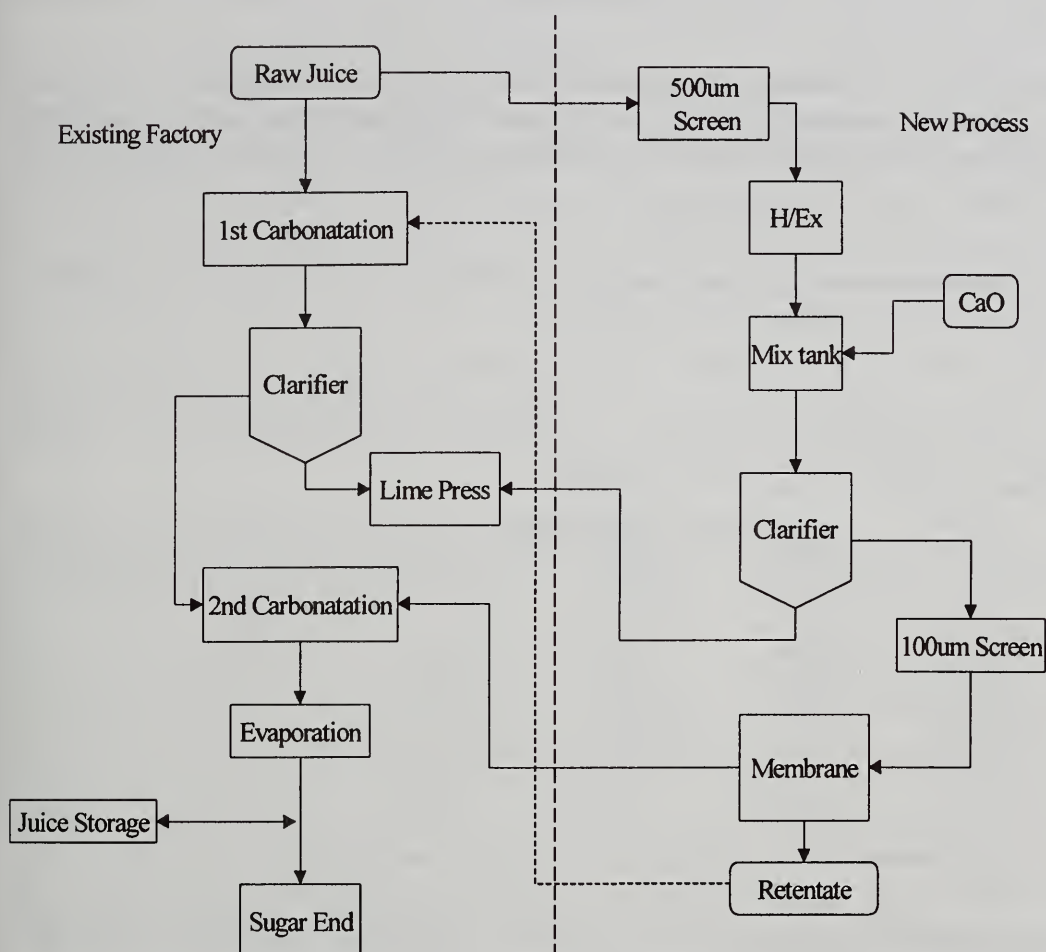 Raw Juice
500um
Screen
Existing Factory
New Process
1st Carbonatation
H/Ex
CaO
Mix tank
Clarifier
Lime Press
Clarifier
2nd Carbonatation
100um Screen
Evaporation
Membrane
Juice Storage
Retentate
Sugar End